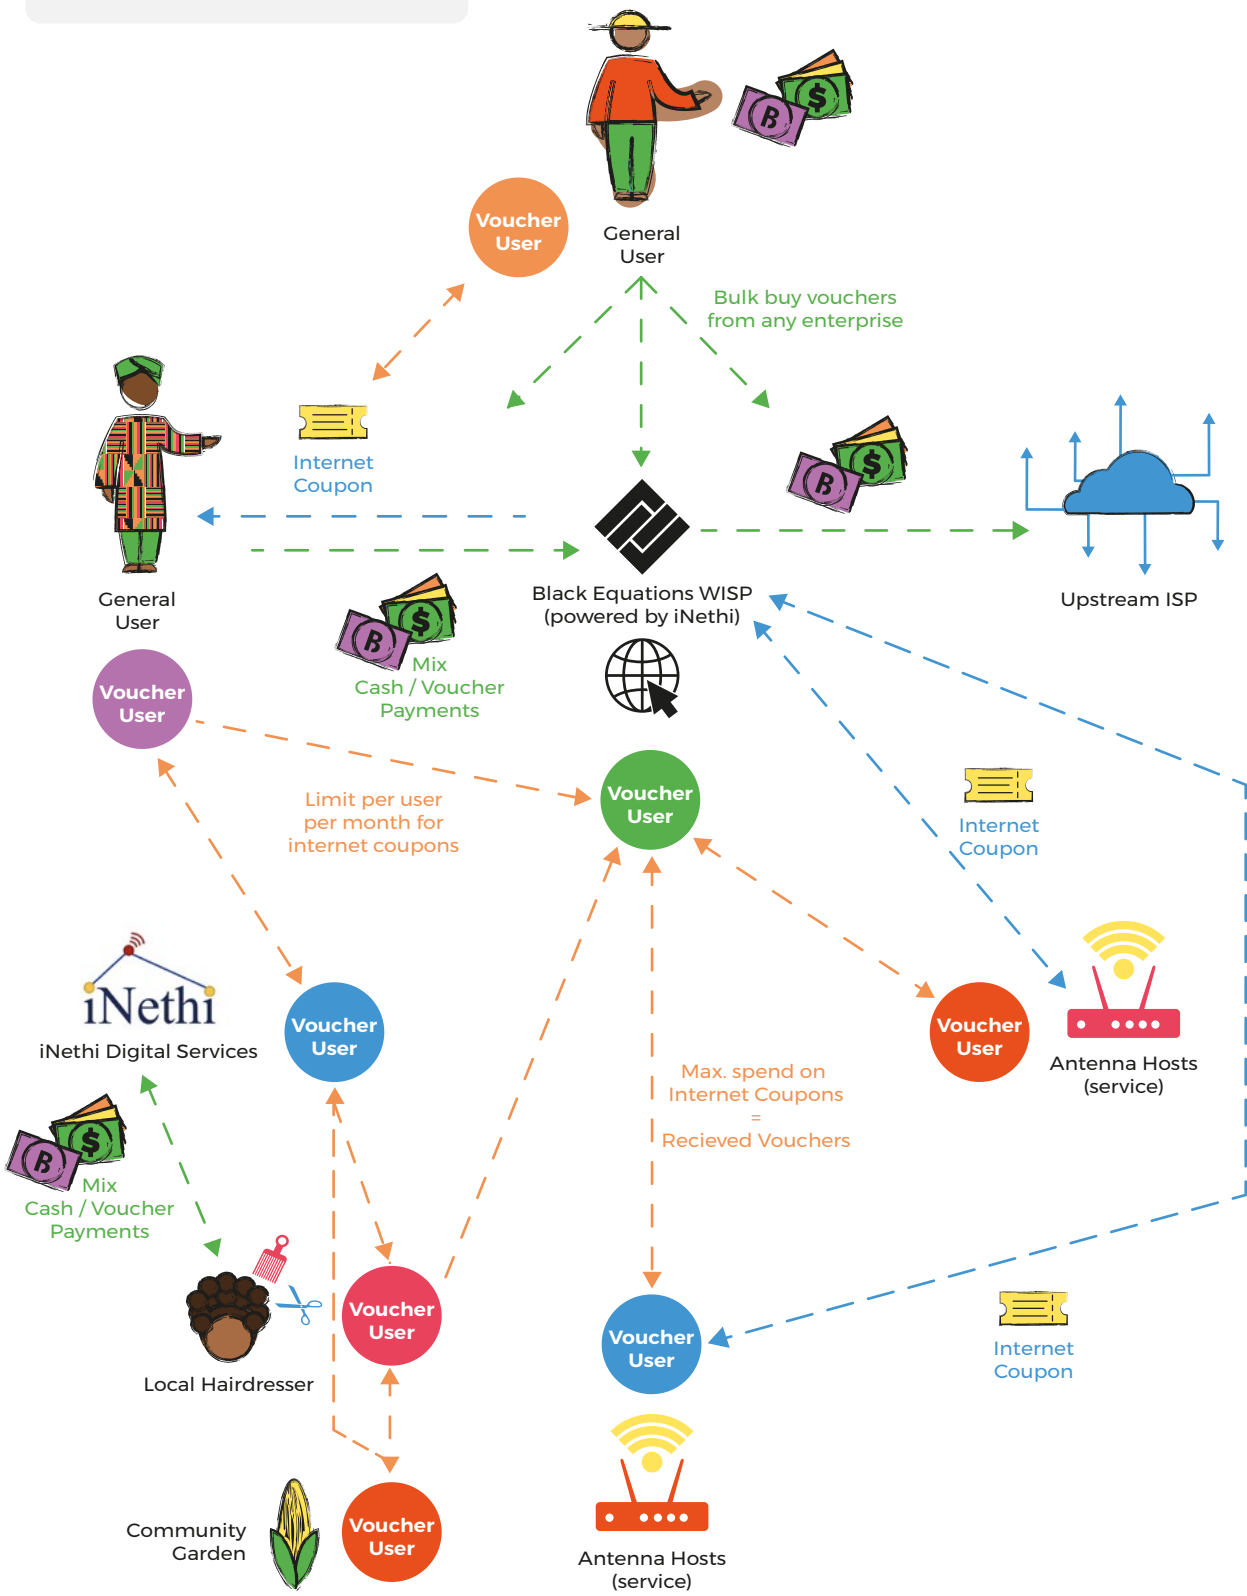 Voucher
User
General
User
Bulk buy vouchers
from any enterprise
Internet
Coupon
General
User
Black Equations WISP
(powered by iNethi)
Upstream ISP
Mix
Cash / Voucher
Payments
Voucher
User
Limit per user
per month for
internet coupons
Voucher
User
Internet
Coupon
iNethi
iNethi Digital Services
Voucher
User
Voucher
User
Antenna Hosts
(service)
Max. spend on
Internet Coupons
=
Recieved Vouchers
Mix
Cash / Voucher
Payments
Local Hairdresser
Voucher
User
Voucher
User
Internet
Coupon
Community
Garden
Voucher
User
Antenna Hosts
(service)